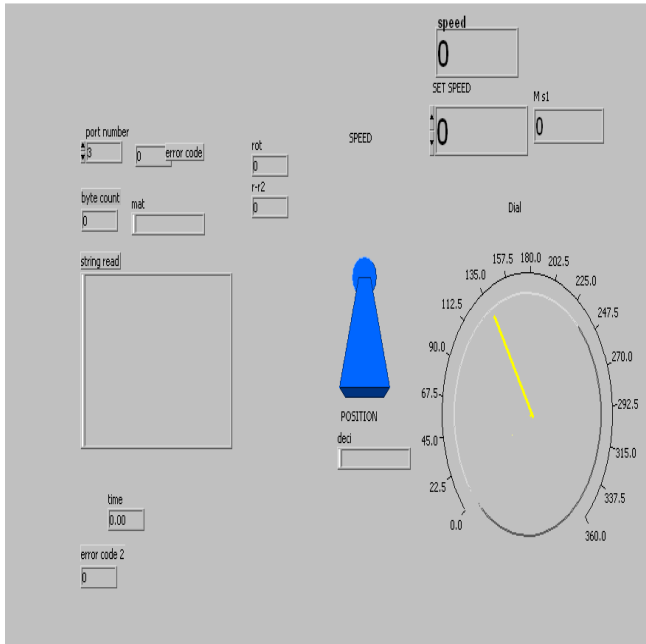 speed
0
SET SPEED
0
M s1
0
port number
3
0
error code
rot
0
SPEED
byte count
0
mat
r-r2
0
Dial
string read
0.0
22.5
45.0
67.5
90.0
112.5
135.0
157.5
180.0
202.5
225.0
247.5
270.0
292.5
315.0
337.5
360.0
POSITION
deci
time
0.00
error code 2
0